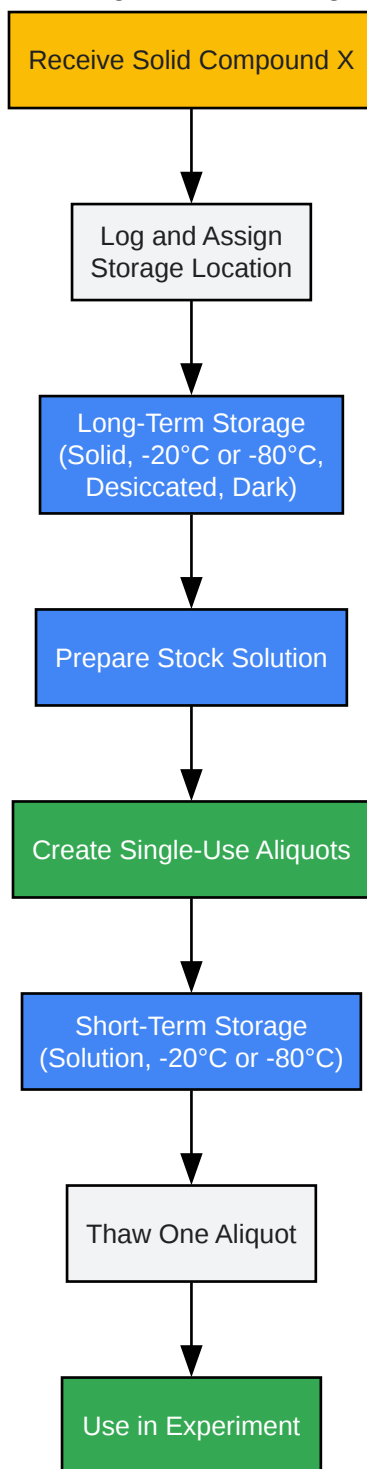 Receive Solid Compound X
Log and Assign
Storage Location
Long-Term Storage
(Solid, -20°C or -80°C,
Desiccated, Dark)
Prepare Stock Solution
Create Single-Use Aliquots
Short-Term Storage
(Solution, -20°C or -80°C)
Thaw One Aliquot
Use in Experiment